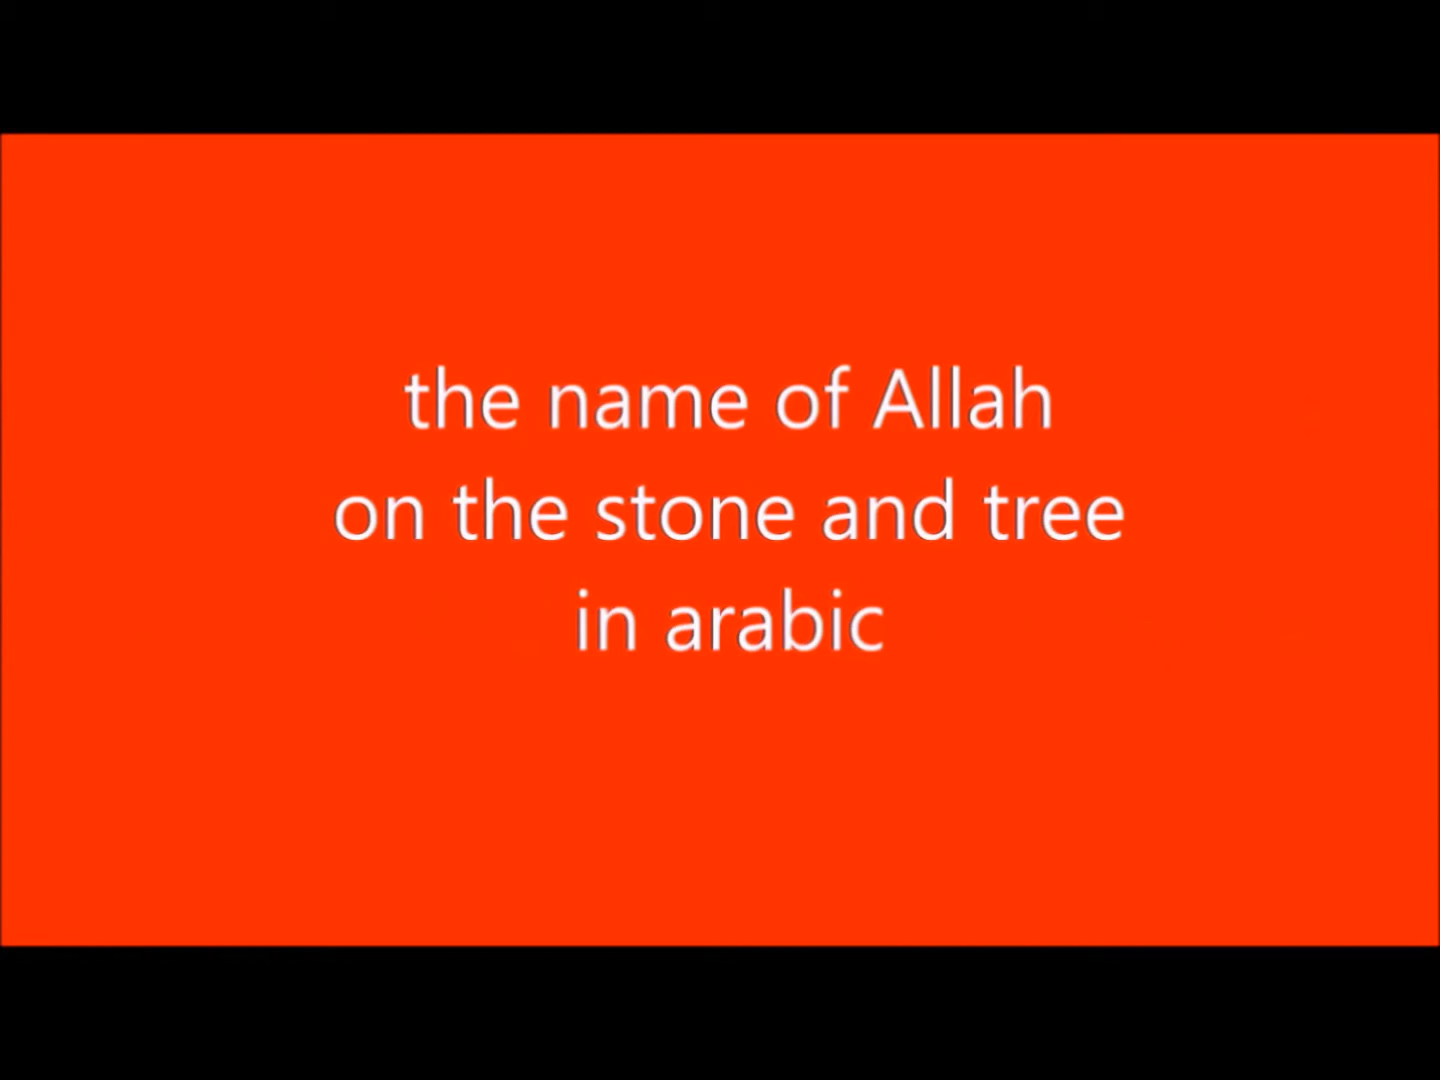 the name of Allah
on the stone and tree
in arabic